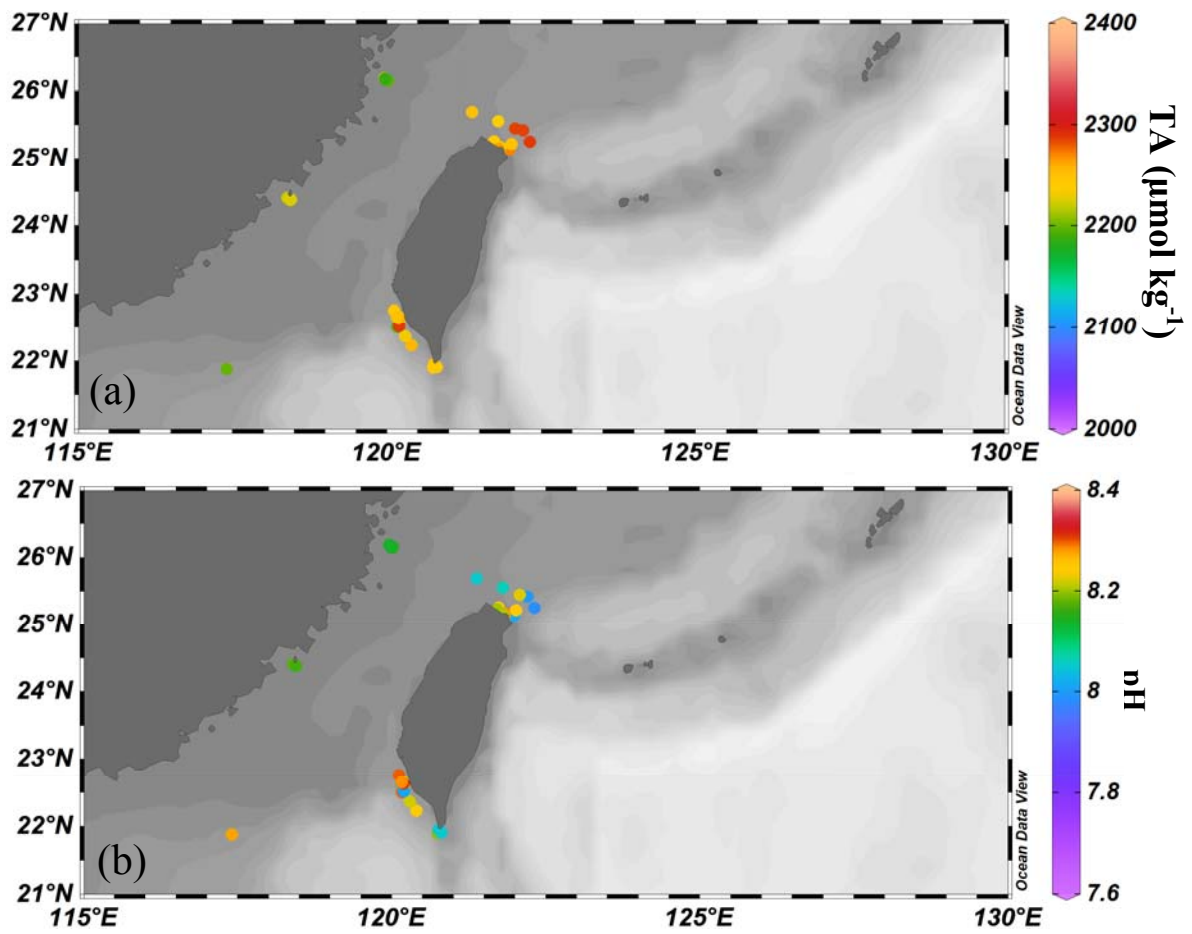 27°N
26°N
25°N
24°N
23°N
22°N
21°N
115°E 120°E 125°E 130°E
(a)
Ocean Data View
2400
2300
2200
2100
2000
TA (μmol kg-1)
27°N
26°N
25°N
24°N
23°N
22°N
21°N
115°E 120°E 125°E 130°E
(b)
Ocean Data View
8.4
8.2
8
7.8
7.6
pH